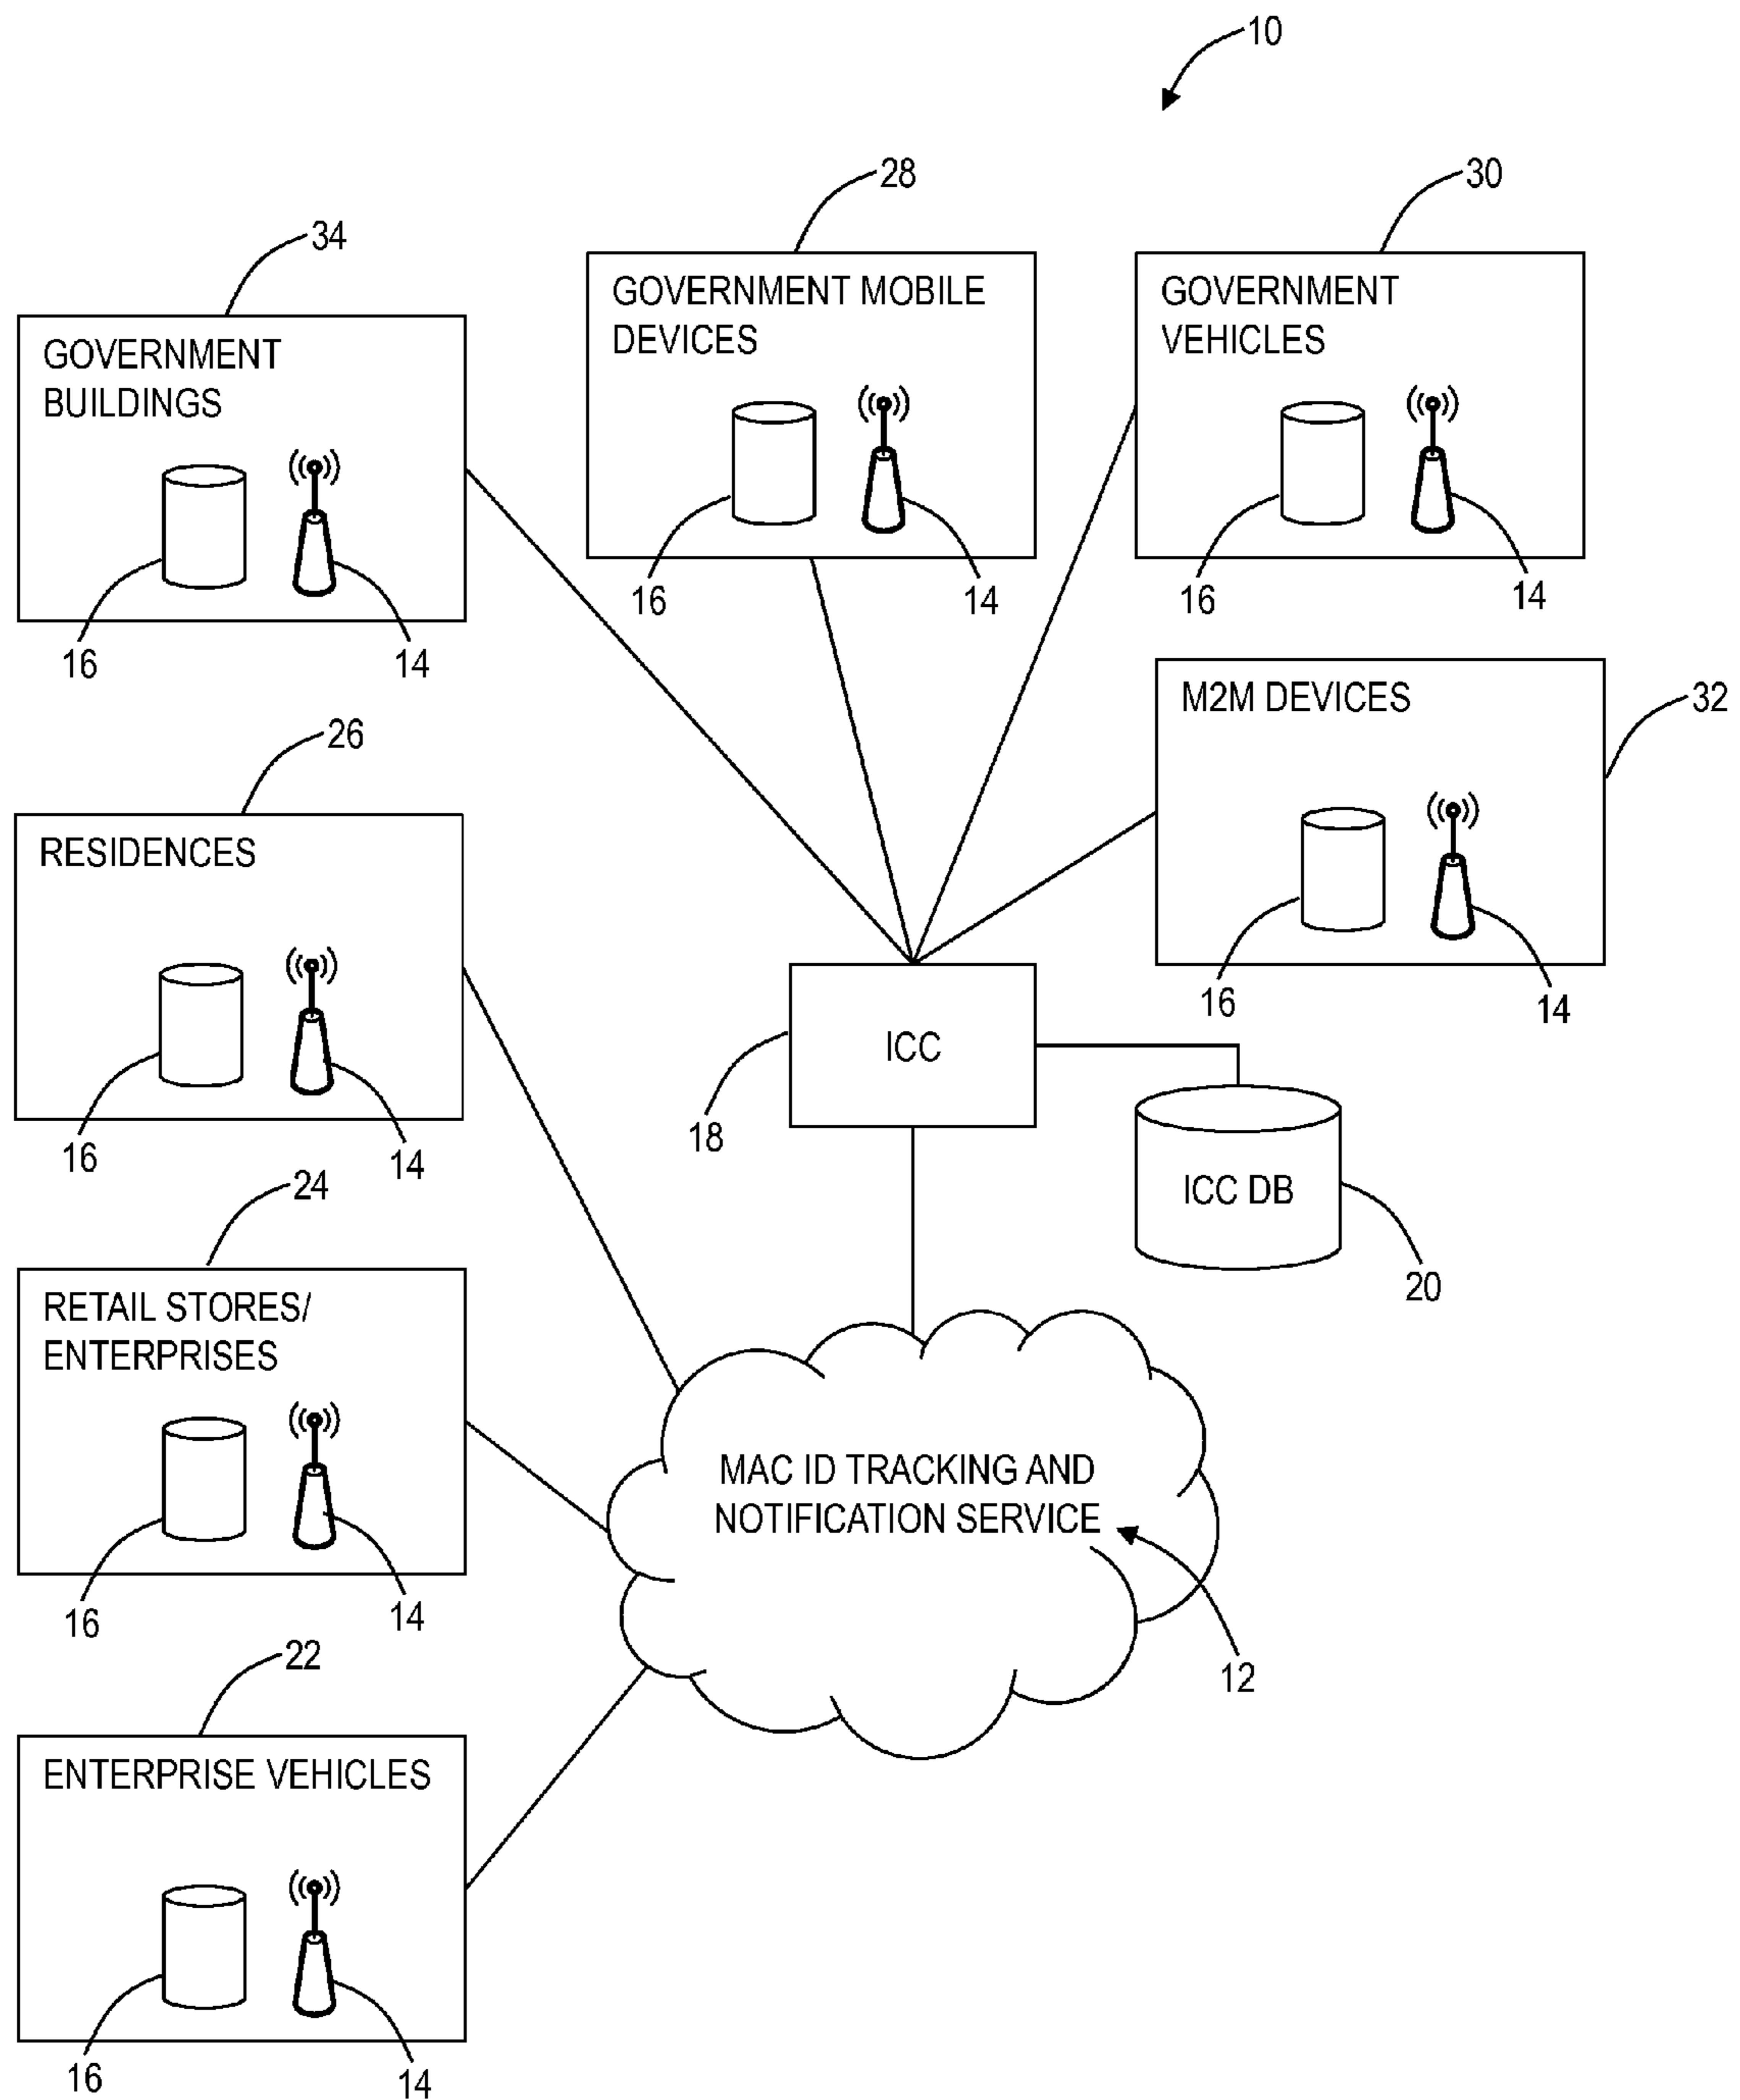 10
28
30
34
GOVERNMENT MOBILE
DEVICES
16
14
GOVERNMENT
VEHICLES
16
14
GOVERNMENT
BUILDINGS
16
14
M2M DEVICES
32
16
14
26
RESIDENCES
16
14
ICC
18
ICC DB
20
24
RETAIL STORES/
ENTERPRISES
16
14
MAC ID TRACKING AND
NOTIFICATION SERVICE
12
22
ENTERPRISE VEHICLES
16
14